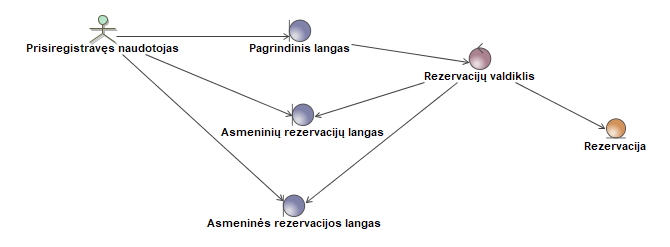 Prisiregistravęs naudotojas
Pagrindinis langas
Rezervacijų valdiklis
Asmeninių rezervacijų langas
Rezervacija
Asmeninės rezervacijos langas